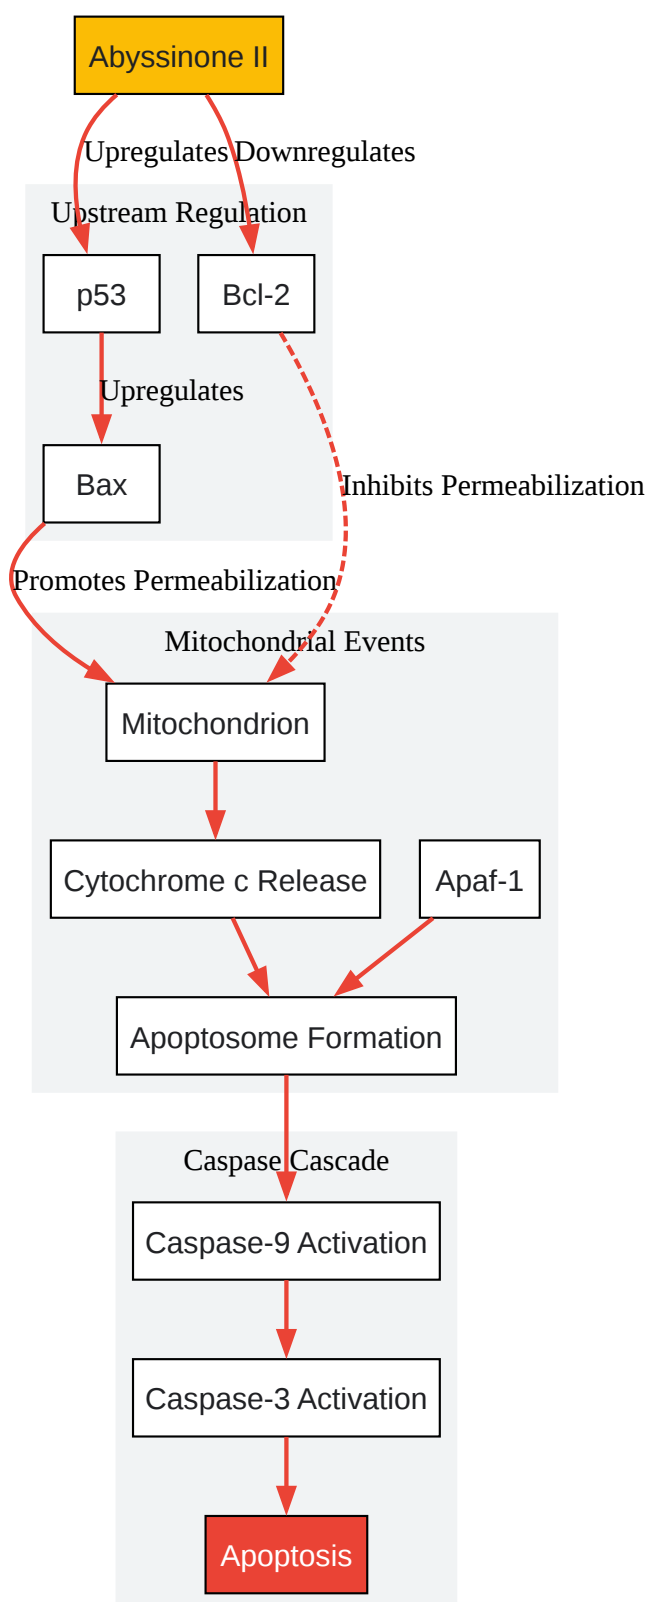 Abyssinone II
Upregulates
Downregulates
Upstream Regulation
p53
Bcl-2
Upregulates
Bax
Inhibits Permeabilization
Promotes Permeabilization
Mitochondrial Events
Mitochondrion
Cytochrome c Release
Apaf-1
Apoptosome Formation
Caspase Cascade
Caspase-9 Activation
Caspase-3 Activation
Apoptosis